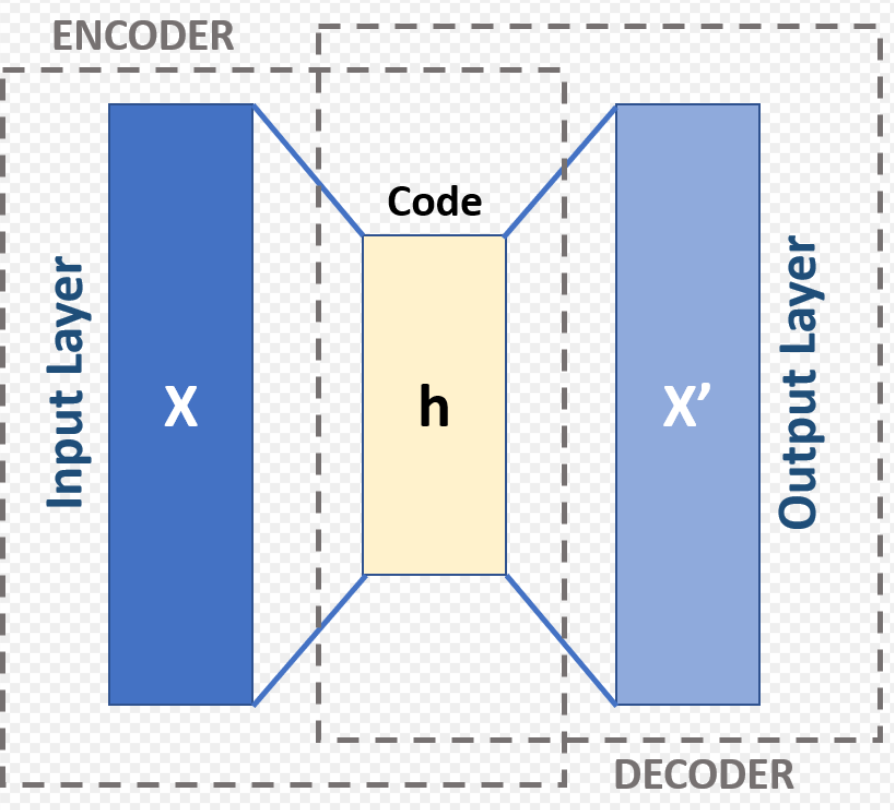 ENCODER
Input Layer
X
Code
h
X’
Output Layer
DECODER